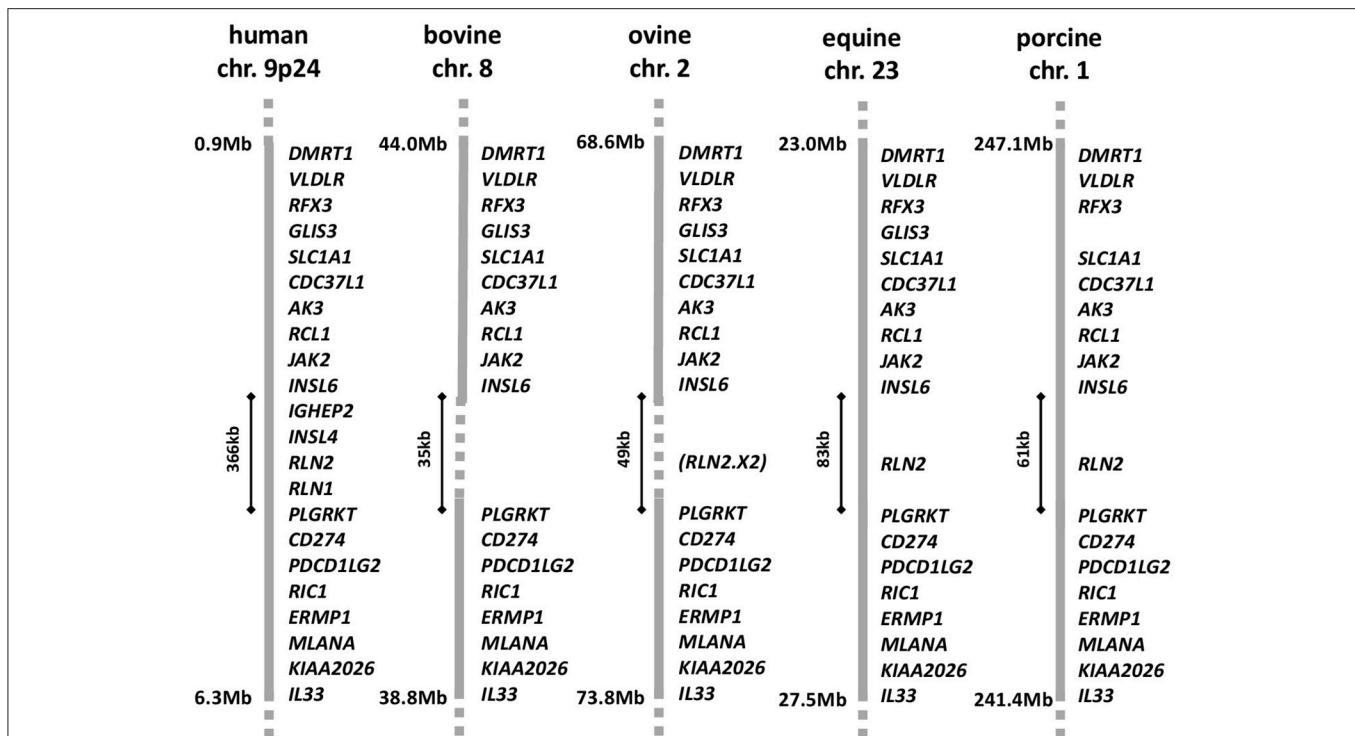 human
chr. 9p24
bovine
chr. 8
ovine
chr. 2
equine
chr. 23
porcine
chr. 1
0.9Mb
DMRT1
VLDLR
RFX3
GLIS3
SLC1A1
CDC37L1
AK3
RCL1
JAK2
INSL6
IGHEP2
INSL4
RLN2
RLN1
PLGRKT
CD274
PDCD1LG2
RIC1
ERMP1
MLANA
KIAA2026
IL33
366kb
6.3Mb
44.0Mb
DMRT1
VLDLR
RFX3
GLIS3
SLC1A1
CDC37L1
AK3
RCL1
JAK2
INSL6
35kb
PLGRKT
CD274
PDCD1LG2
RIC1
ERMP1
MLANA
KIAA2026
IL33
38.8Mb
68.6Mb
DMRT1
VLDLR
RFX3
GLIS3
SLC1A1
CDC37L1
AK3
RCL1
JAK2
INSL6
49kb
(RLN2.X2)
PLGRKT
CD274
PDCD1LG2
RIC1
ERMP1
MLANA
KIAA2026
IL33
73.8Mb
23.0Mb
DMRT1
VLDLR
RFX3
GLIS3
SLC1A1
CDC37L1
AK3
RCL1
JAK2
INSL6
83kb
RLN2
PLGRKT
CD274
PDCD1LG2
RIC1
ERMP1
MLANA
KIAA2026
IL33
27.5Mb
247.1Mb
DMRT1
VLDLR
RFX3
SLC1A1
CDC37L1
AK3
RCL1
JAK2
INSL6
61kb
RLN2
PLGRKT
CD274
PDCD1LG2
RIC1
ERMP1
MLANA
KIAA2026
IL33
241.4Mb